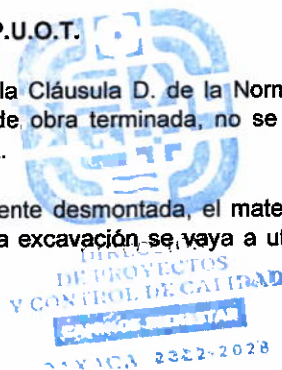 P.U.O.T.
la Cláusula D. de la Norm
de obra terminada, no se
ente desmontada, el mate
a excavación se vaya a ut
DE PROYECTOS
Y CONTROL DE CALIDAD
2022-2028